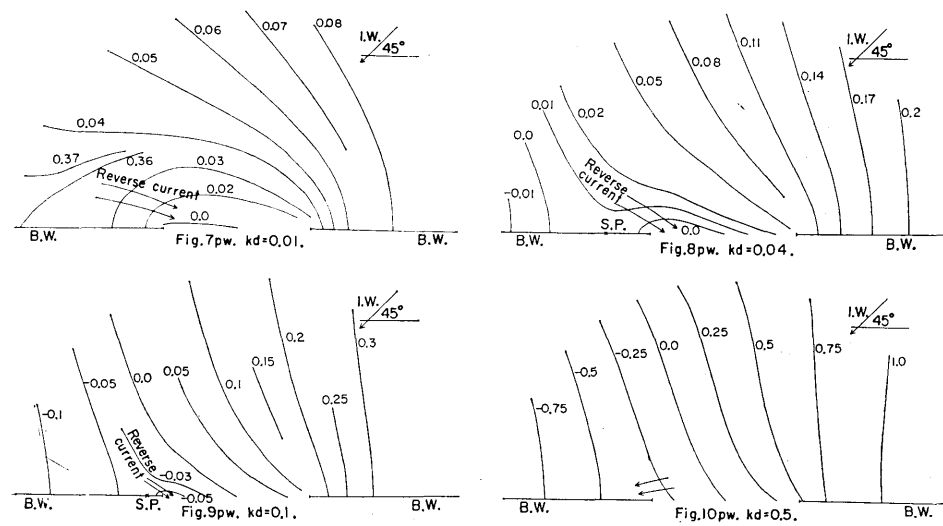 0.08
0.07
0.06
0.05
I.W.
45°
0.04
0.37
0.36
0.03
Reverse current
0.02
0.0
B.W.
B.W.
Fig.7pw. kd=0.01.
0.11
I.W.
45°
0.08
0.05
0.14
0.01
0.02
0.17
0.2
0.0
Reverse
current
-0.01
S.P.
0.0
B.W.
B.W.
Fig.8pw. kd=0.04.
I.W.
45°
0.2
0.3
-0.05
0.0
0.05
0.1
0.15
0.25
-0.1
Reverse
current
-0.03
-0.05
B.W.
S.P.
B.W.
Fig.9pw. kd=0.1.
I.W.
45°
-0.25
0.0
0.25
0.5
0.75
-0.5
1.0
-0.75
B.W.
B.W.
Fig.10pw. kd=0.5.